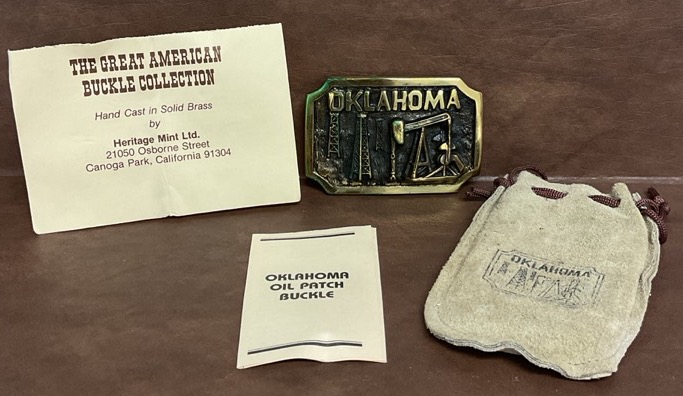 THE GREAT AMERICAN
BUCKLE COLLECTION
Hand Cast in Solid Brass
by
Heritage Mint Ltd.
21050 Osborne Street
Canoga Park, California 91304
OKLAHOMA
OKLAHOMA
OIL PATCH
BUCKLE
OKLAHOMA